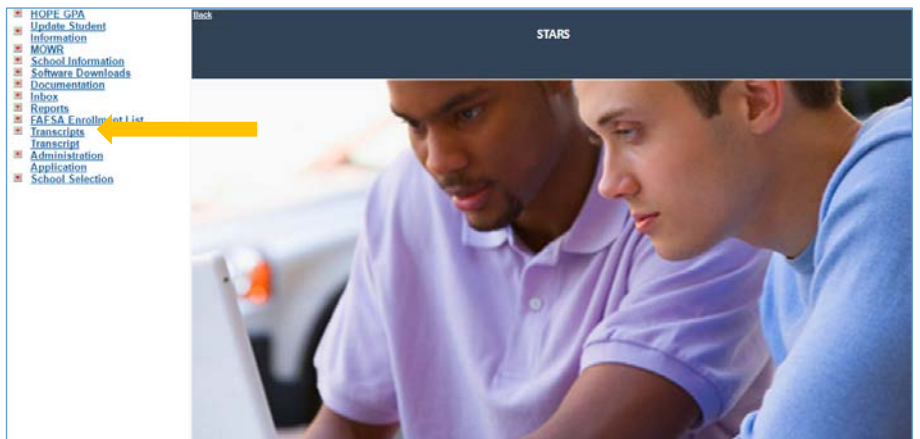 HOPE GPA
Update Student
Information
MOWR
School Information
Software Downloads
Documentation
Inbox
Reports
FAFSA Enrollment List
Transcripts
Transcript
Administration
Application
School Selection
Back
STARS